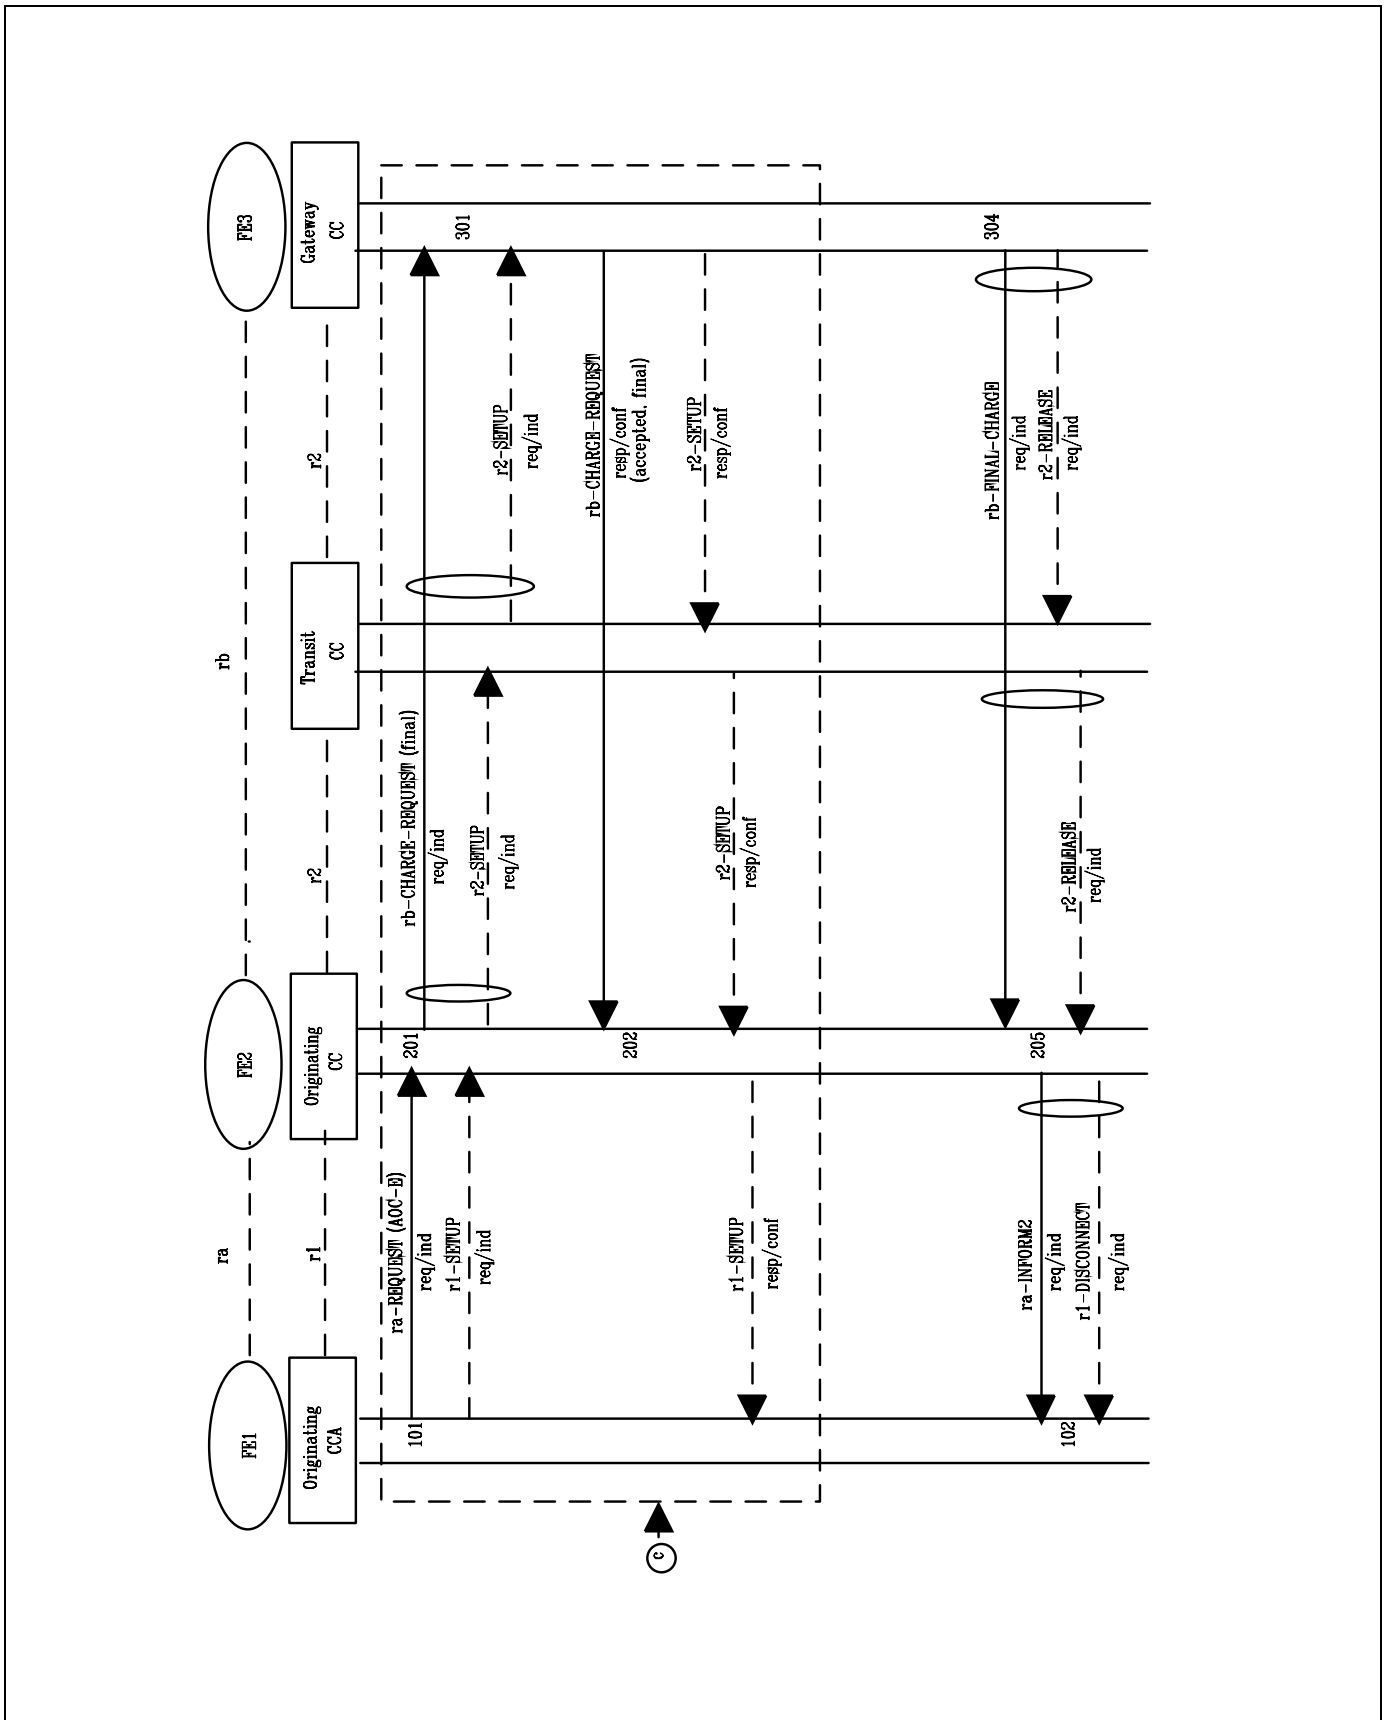 FE1
FE2
FE3
ra
rb
Originating
CCA
r1
Originating
CC
r2
Transit
CC
r2
Gateway
CC
ra-REQUEST (AOC-E)
req/ind
101
201
rb-CHARGE-REQUEST (final)
req/ind
r1-SETUP
req/ind
r2-SETUP
req/ind
r2-SETUP
req/ind
301
rb-CHARGE-REQUEST
resp/conf
(accepted, final)
202
r2-SETUP
resp/conf
r2-SETUP
resp/conf
r1-SETUP
resp/conf
c
rb-FINAL-CHARGE
req/ind
304
r2-RELEASE
req/ind
r2-RELEASE
req/ind
205
ra-INFORM2
req/ind
102
r1-DISCONNECT
req/ind